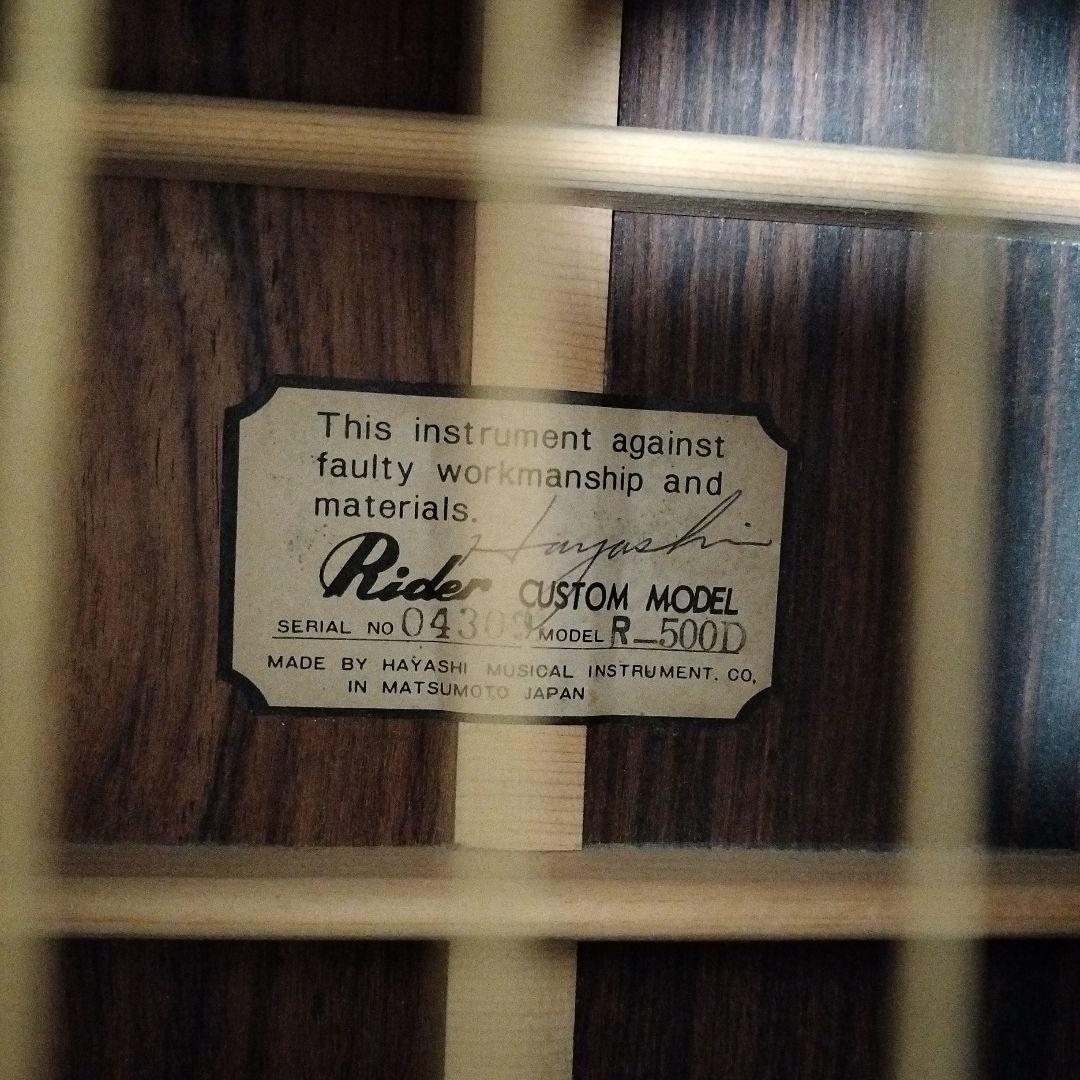 This instrument against
faulty workmanship and
materials.
Hayashi
Rider CUSTOM MODEL
SERIAL NO 04303 MODEL R-500D
MADE BY HAYASHI MUSICAL INSTRUMENT. CO,
IN MATSUMOTO JAPAN